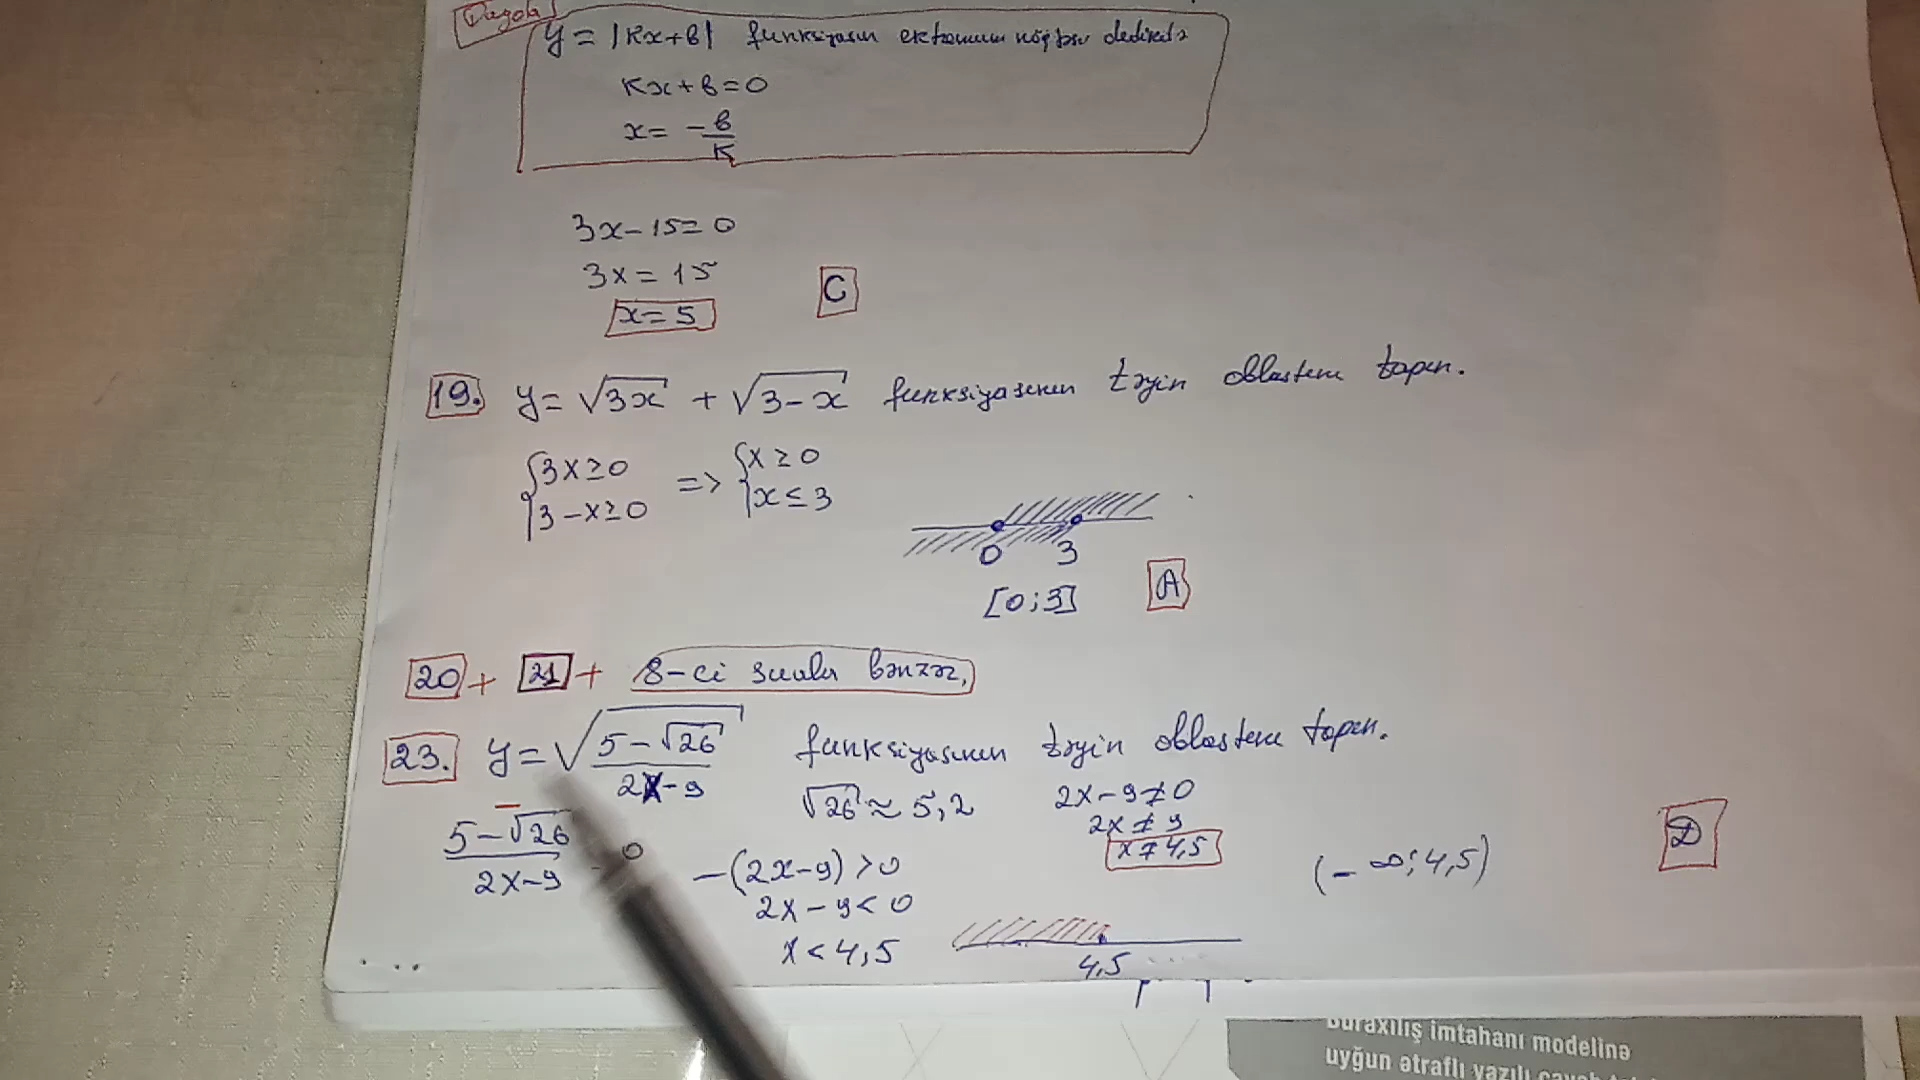 y = |kx+b| funksiyasın ekstremum nöqtəsi
kx+b=0
x= -b/k
3x-15=0
3x=15
x=5
C
19. y=√3x + √3-x funksiyasının təyin oblastını tapın.
{3x≥0 => {x≥0
3-x≥0 x≤3
0 3
[0;3]
A
20 + 21 + 8-ci suala bənzər,
23. y=√(5-√26)/(2x-9) funksiyasının təyin oblastını tapın.
√26≈5,2
(5-√26)/(2x-9) 0
-(2x-9)>0
2x-9<0
x<4,5
2x-9≠0
2x≠9
x≠4,5
4,5
(-∞;4,5)
D
Buraxılış imtahanı modelinə
uyğun ətraflı yazılı